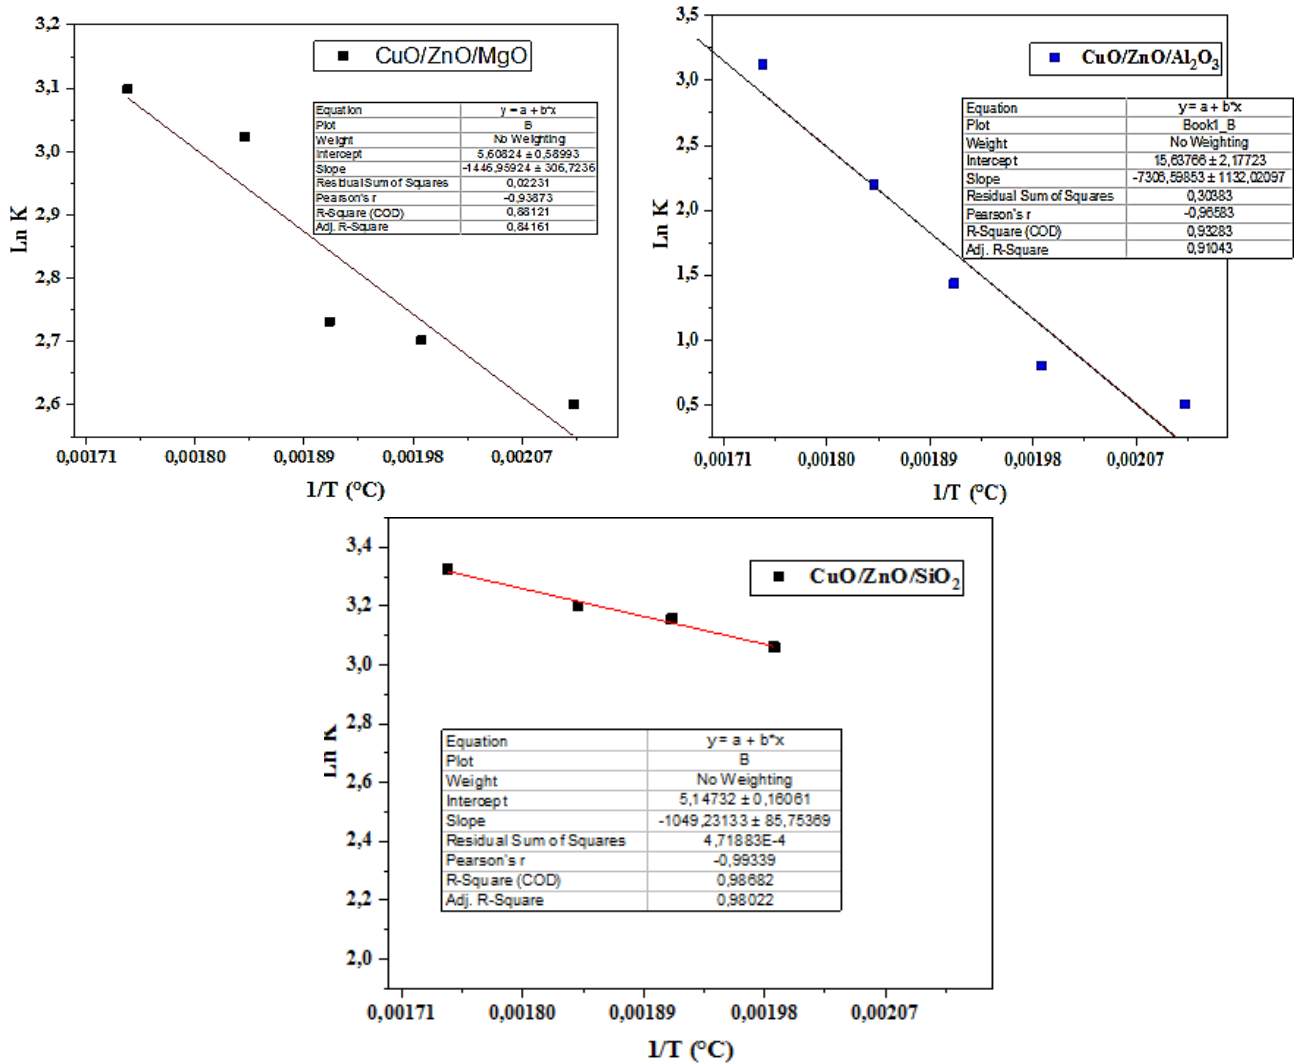 3,2
3,1
3,0
2,9
2,8
2,7
2,6
Ln K
CuO/ZnO/MgO
Equation y = a + b*x
Plot B
Weight No Weighting
Intercept 5,60824 ± 0,58993
Slope -1446,95924 ± 306,7236
Residual Sum of Squares 0,02231
Pearson's r -0,93873
R-Square (COD) 0,88121
Adj. R-Square 0,84161
0,00171 0,00180 0,00189 0,00198 0,00207
1/T (°C)
3,5
3,0
2,5
2,0
1,5
1,0
0,5
Ln K
CuO/ZnO/Al₂O₃
Equation y = a + b*x
Plot Book1_B
Weight No Weighting
Intercept 15,63766 ± 2,17723
Slope -7306,59853 ± 1132,02097
Residual Sum of Squares 0,30383
Pearson's r -0,96583
R-Square (COD) 0,93283
Adj. R-Square 0,91043
0,00171 0,00180 0,00189 0,00198 0,00207
1/T (°C)
3,4
3,2
3,0
2,8
2,6
2,4
2,2
2,0
Ln K
CuO/ZnO/SiO₂
Equation y = a + b*x
Plot B
Weight No Weighting
Intercept 5,14732 ± 0,16061
Slope -1049,23133 ± 85,75369
Residual Sum of Squares 4,71883E-4
Pearson's r -0,99339
R-Square (COD) 0,98682
Adj. R-Square 0,98022
0,00171 0,00180 0,00189 0,00198 0,00207
1/T (°C)